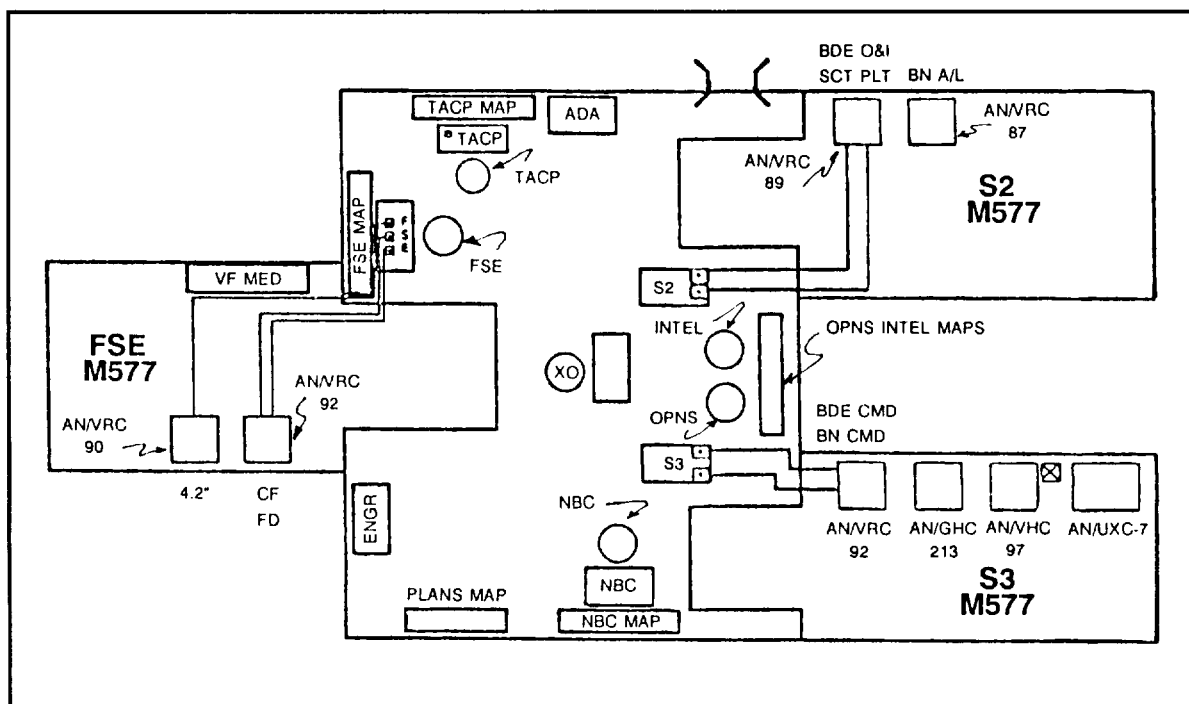 BDE O&I
SCT PLT
BN A/L
TACP MAP
ADA
TACP
AN/VRC
87
AN/VRC
89
TACP
S2
M577
FSE MAP
FSE
FSE
VF MED
S2
INTEL
OPNS INTEL MAPS
FSE
M577
XO
AN/VRC
92
OPNS
BDE CMD
BN CMD
AN/VRC
90
S3
4.2"
CF
FD
NBC
ENGR
AN/VRC
92
AN/GHC
213
AN/VHC
97
AN/UXC-7
NBC
S3
M577
PLANS MAP
NBC MAP